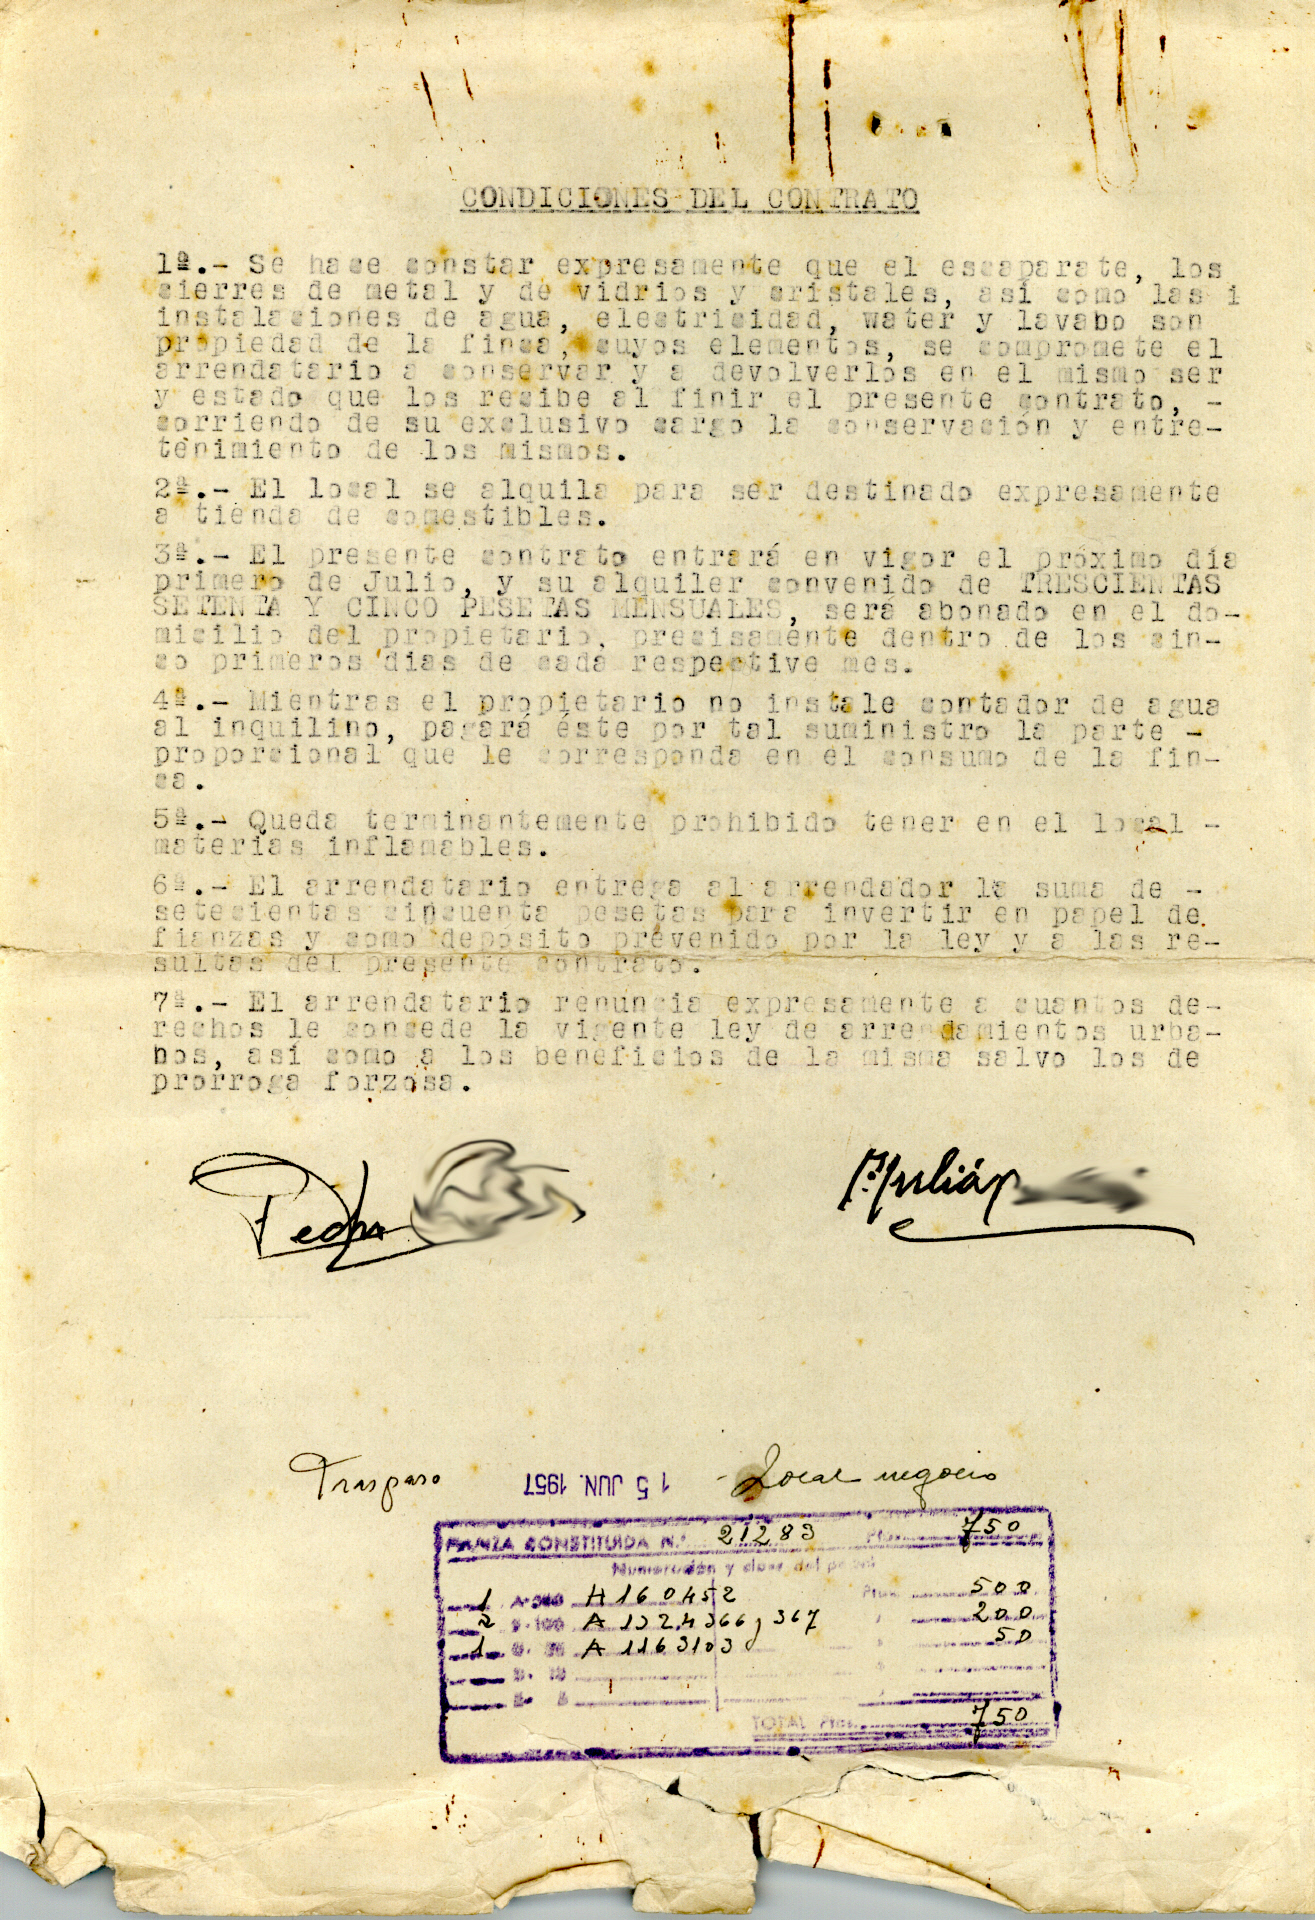 CONDICIONES DEL CONTRATO
1ª.- Se hace constar expresamente que el escaparate, los
cierres de metal y de vidrios y cristales, así como las i
instalaciones de agua, electricidad, water y lavabo son
propiedad de la finca, cuyos elementos, se compromete el
arrendatario a conservar y a devolverlos en el mismo ser
y estado que los recibe al finir el presente contrato, -
corriendo de su exclusivo cargo la conservación y entre-
tenimiento de los mismos.
2ª.- El local se alquila para ser destinado expresamente
a tienda de comestibles.
3ª.- El presente contrato entrará en vigor el próximo día
primero de Julio, y su alquiler convenido de TRESCIENTAS
SETENTA Y CINCO PESETAS MENSUALES, será abonado en el do-
micilio del propietario, precisamente dentro de los cin-
co primeros dias de cada respective mes.
4ª.- Mientras el propietario no instale contador de agua
al inquilino, pagará éste por tal suministro la parte -
proporcional que le corresponda en el consumo de la fin-
ca.
5ª.- Queda terminantemente prohibido tener en el local -
materias inflamables.
6ª.- El arrendatario entrega al arrendador la suma de -
setecientas cincuenta pesetas para invertir en papel de
fianzas y como depósito prevenido por la ley y a las re-
sultas del presente contrato.
7ª.- El arrendatario renuncia expresamente a cuantos de-
rechos le concede la vigente ley de arrendamientos urba-
nos, así como a los beneficios de la misma salvo los de
prorroga forzosa.
Pedro
Julián
Traspaso 15 JUN. 1957 - Local negocio
FIANZA CONSTITUIDA N.º 21283 Ptas. 750
Numeración y clase del papel
1 A-500 H160452 Ptas. 500
2 100 A 1324366, 367 200
1 A 1163103 50
TOTAL Ptas. 750